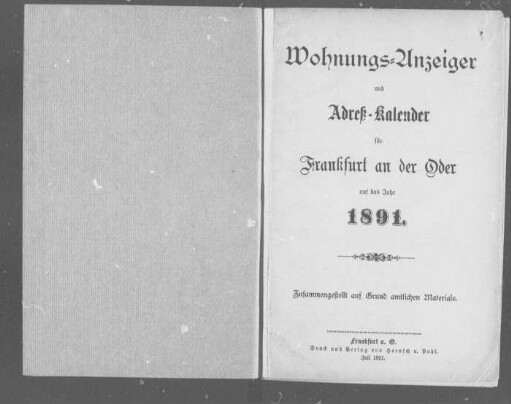 Wohnungs-Anzeiger
und
Adreß-Kalender
für
Frankfurt an der Oder
auf das Jahr
1891.
Zusammengestellt auf Grund amtlichen Materials.
Frankfurt a. O.
Druck und Verlag von
Juli 1891.